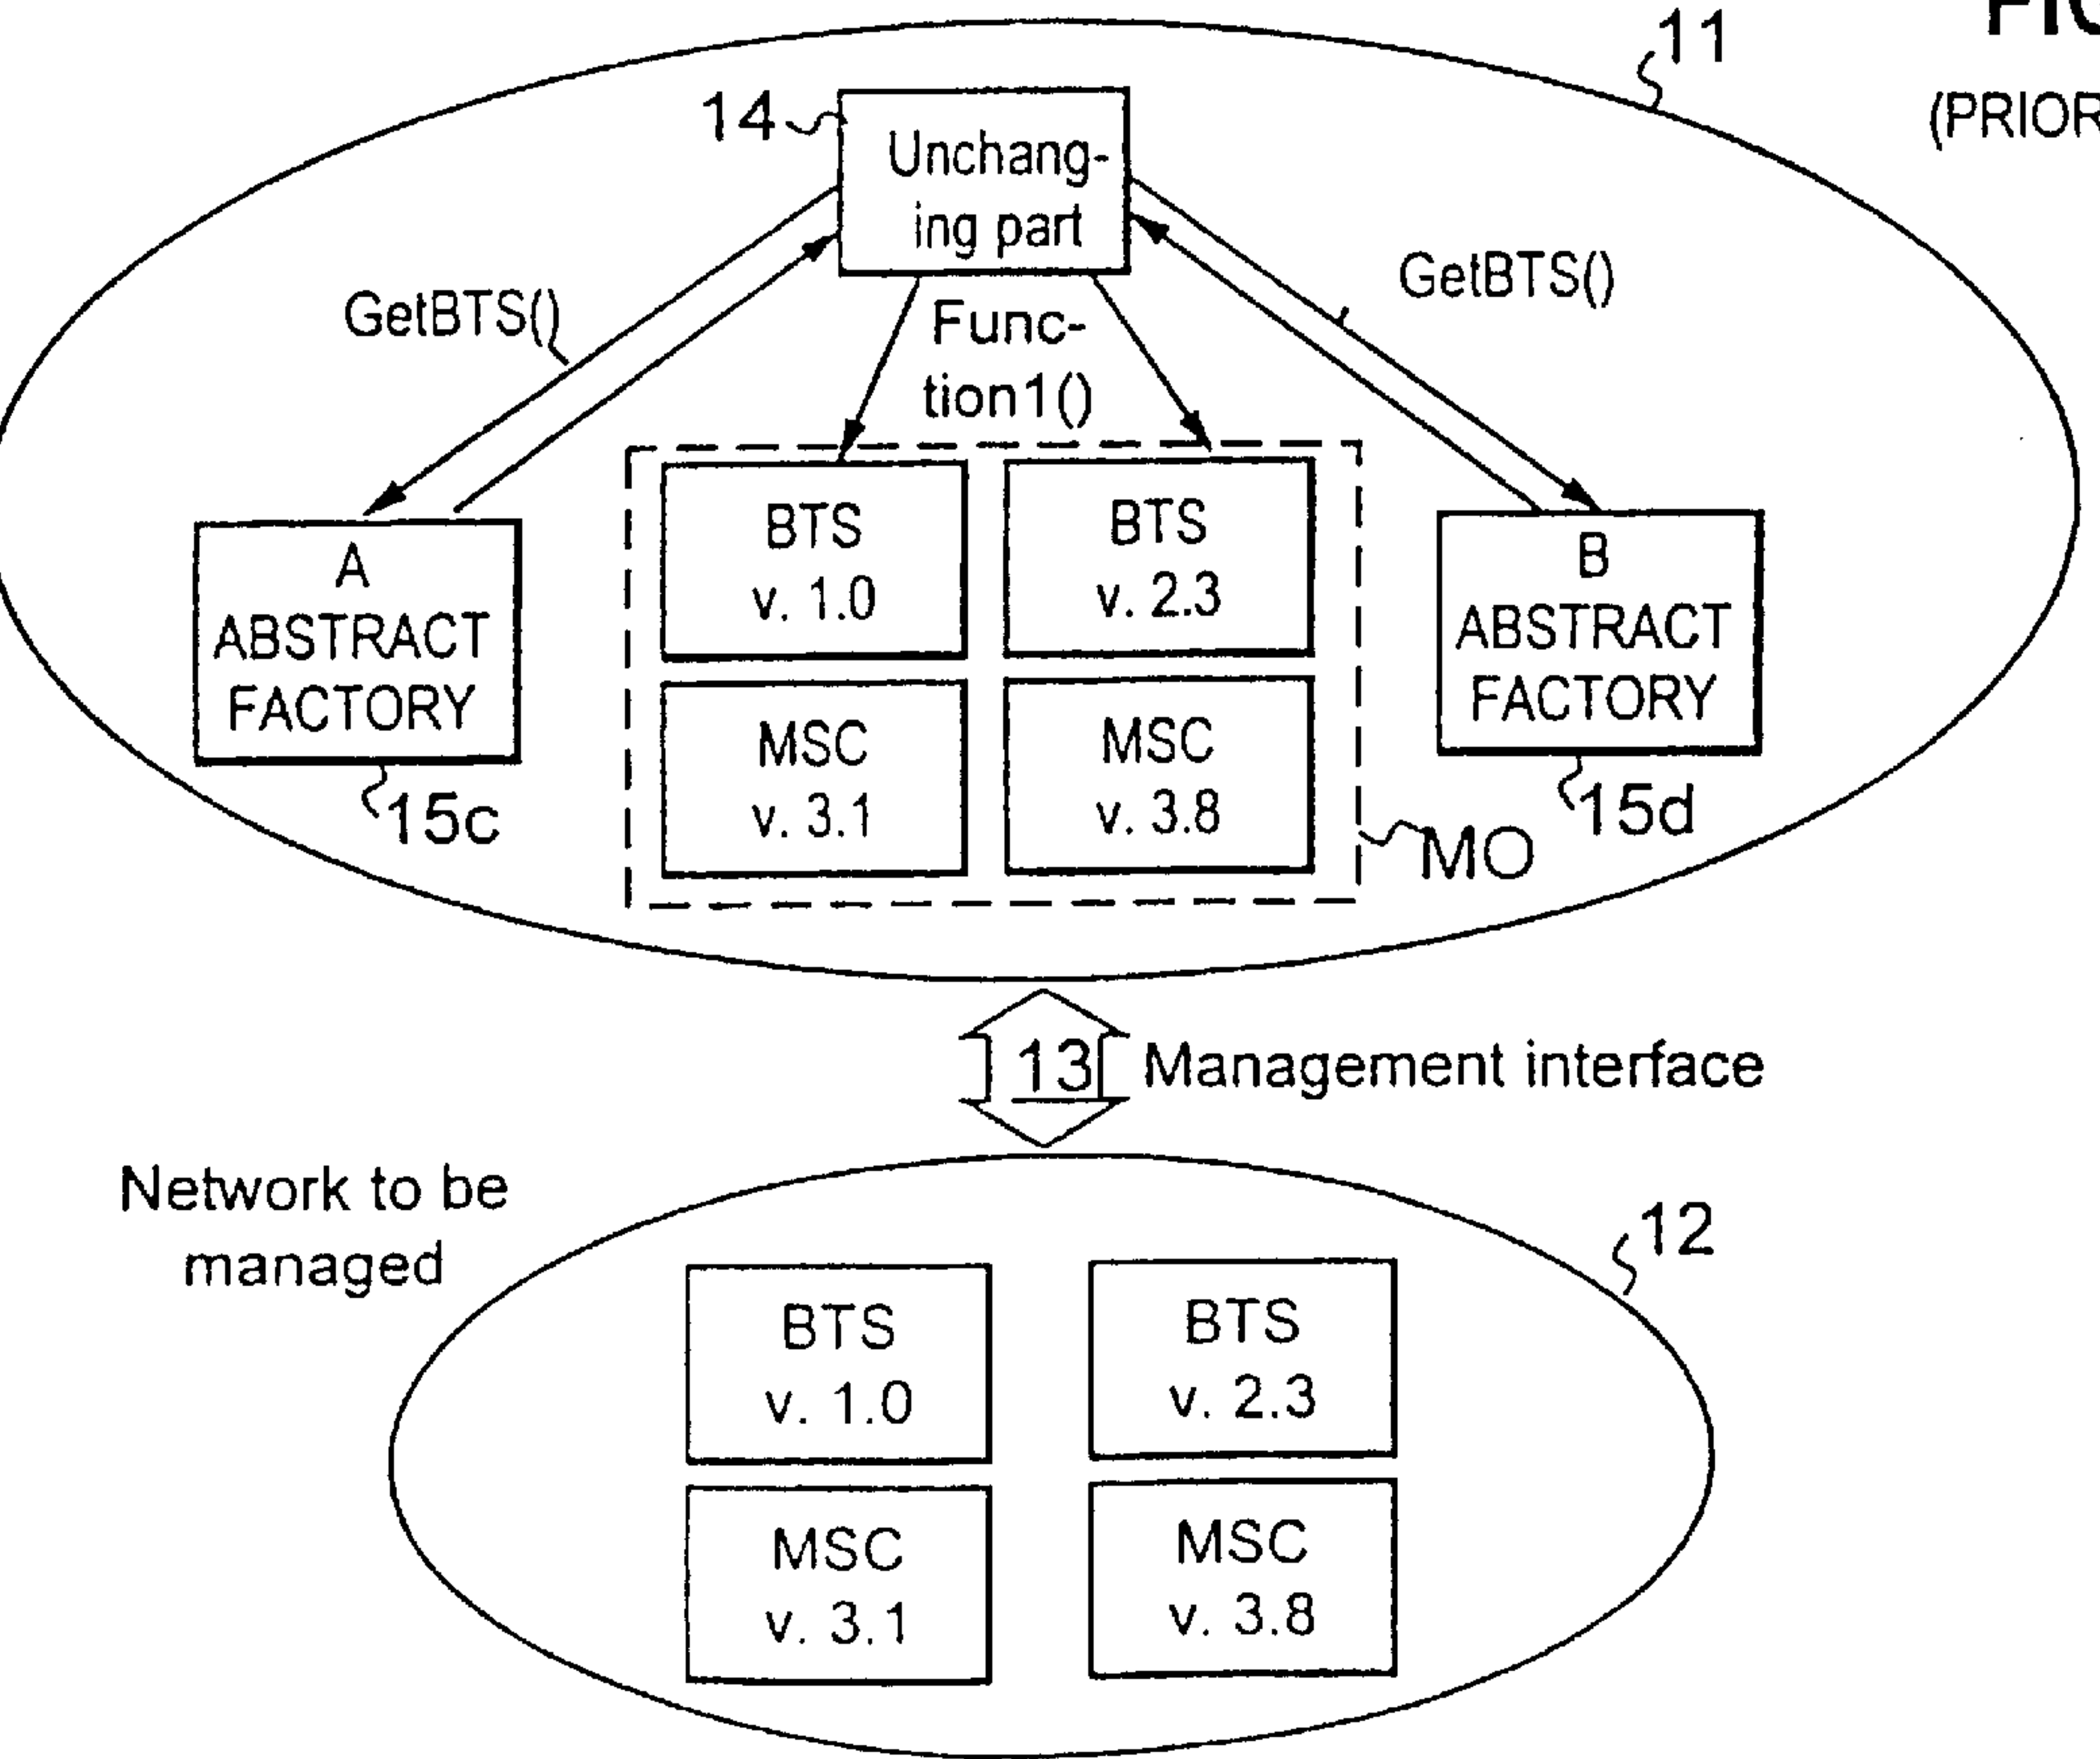 11
(PRIOR
14
Unchang-
ing part
GetBTS()
GetBTS()
Func-
tion1()
BTS
v. 1.0
BTS
v. 2.3
A
ABSTRACT
FACTORY
B
ABSTRACT
FACTORY
MSC
v. 3.1
MSC
v. 3.8
15c
15d
MO
13
Management interface
Network to be
managed
12
BTS
v. 1.0
BTS
v. 2.3
MSC
v. 3.1
MSC
v. 3.8